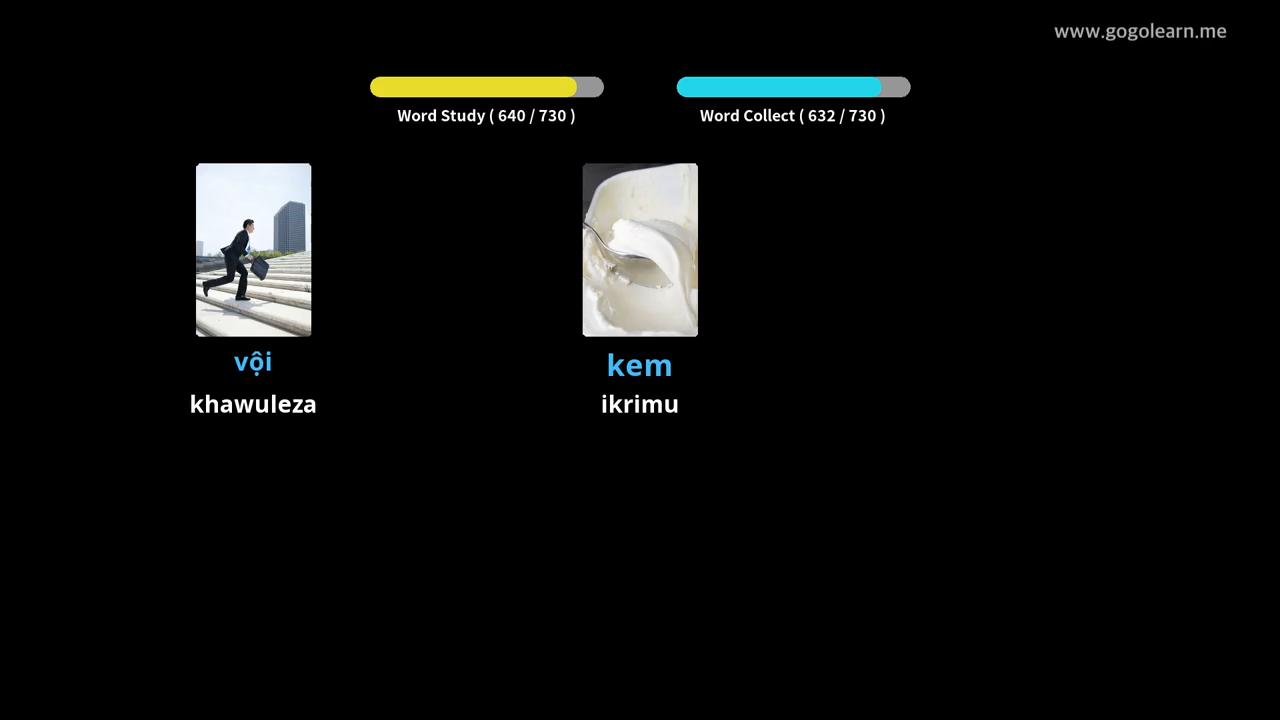 www.gogolearn.me
Word Study ( 640 / 730 )
Word Collect ( 632 / 730 )
vội
khawuleza
kem
ikrimu